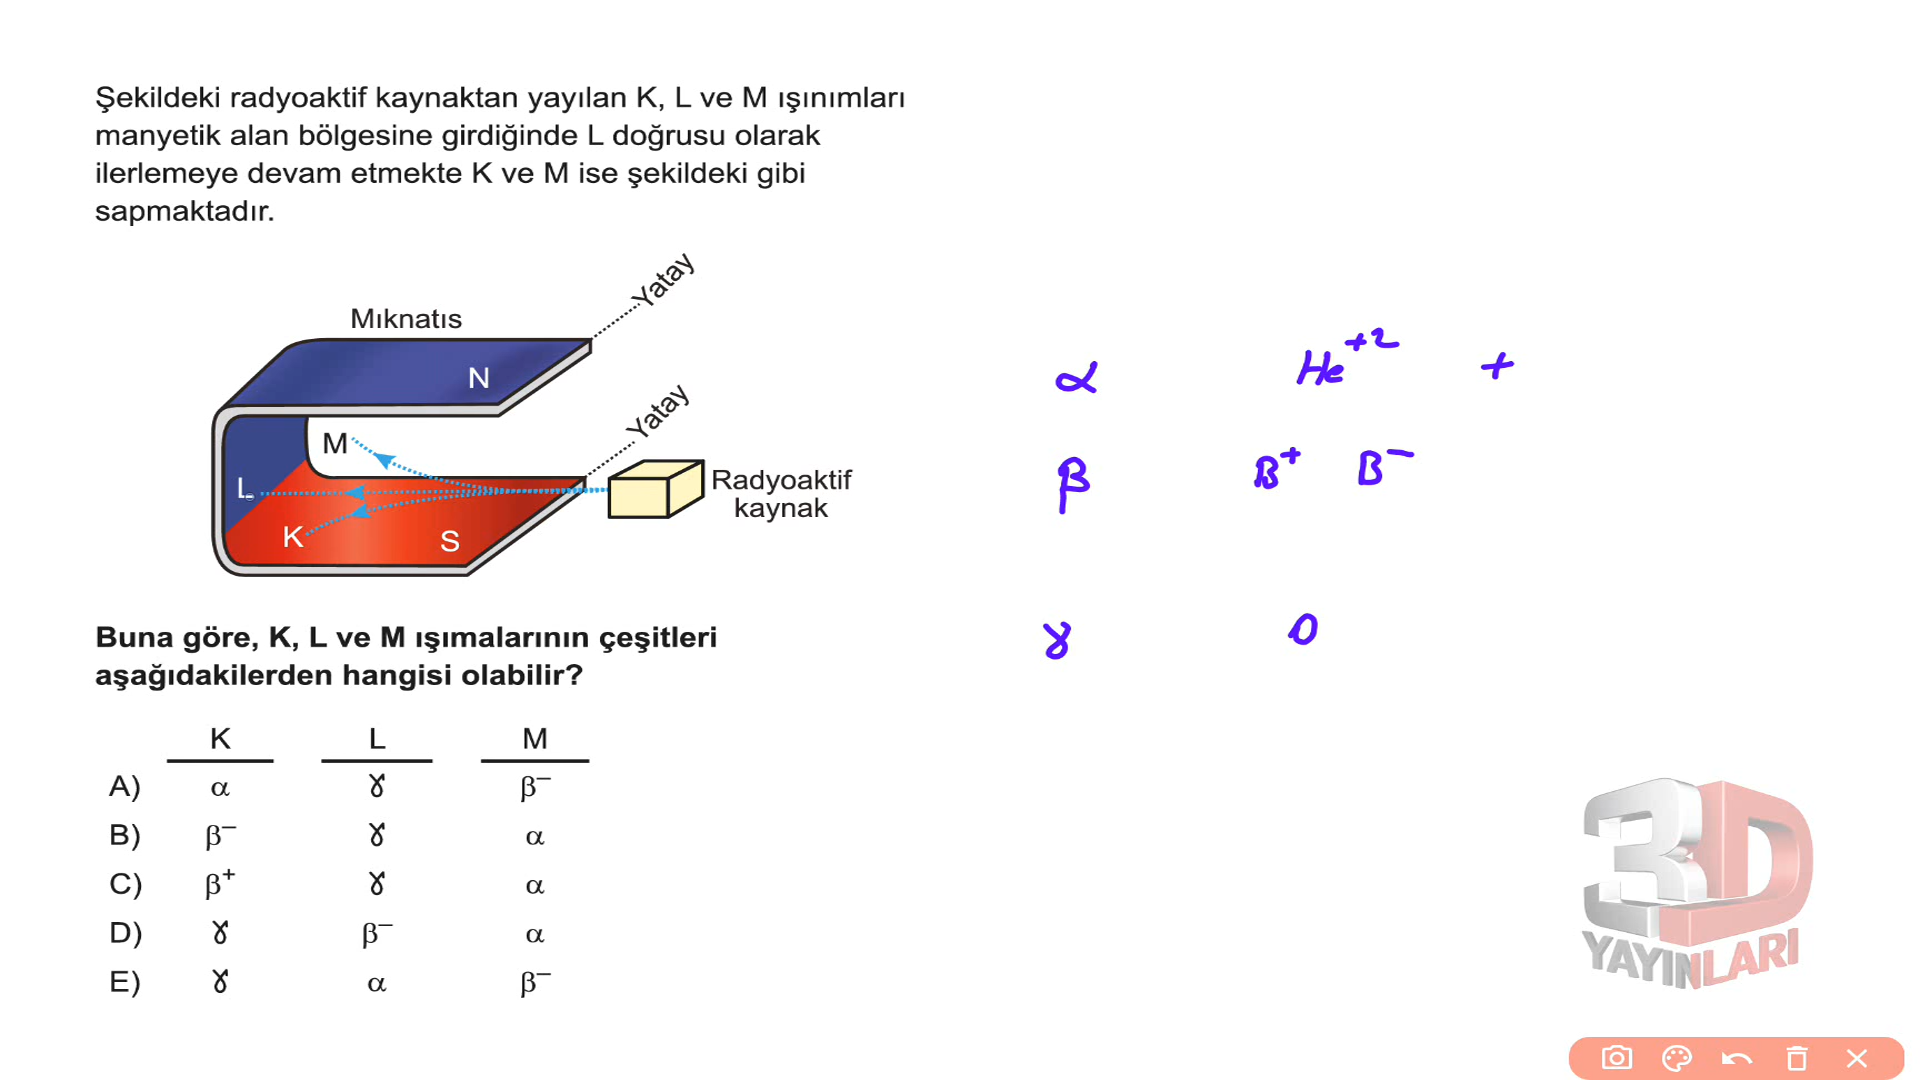 Şekildeki radyoaktif kaynaktan yayılan K, L ve M ışınımları
manyetik alan bölgesine girdiğinde L doğrusu olarak
ilerlemeye devam etmekte K ve M ise şekildeki gibi
sapmaktadır.
Yatay
Mıknatıs
N
Yatay
M
L
K
S
Radyoaktif
kaynak
α He+2 +
β B+ B−
γ 0
Buna göre, K, L ve M ışımalarının çeşitleri
aşağıdakilerden hangisi olabilir?
K L M
A) α ɣ β−
B) β− ɣ α
C) β+ ɣ α
D) ɣ β− α
E) ɣ α β−
3D
YAYINLARI